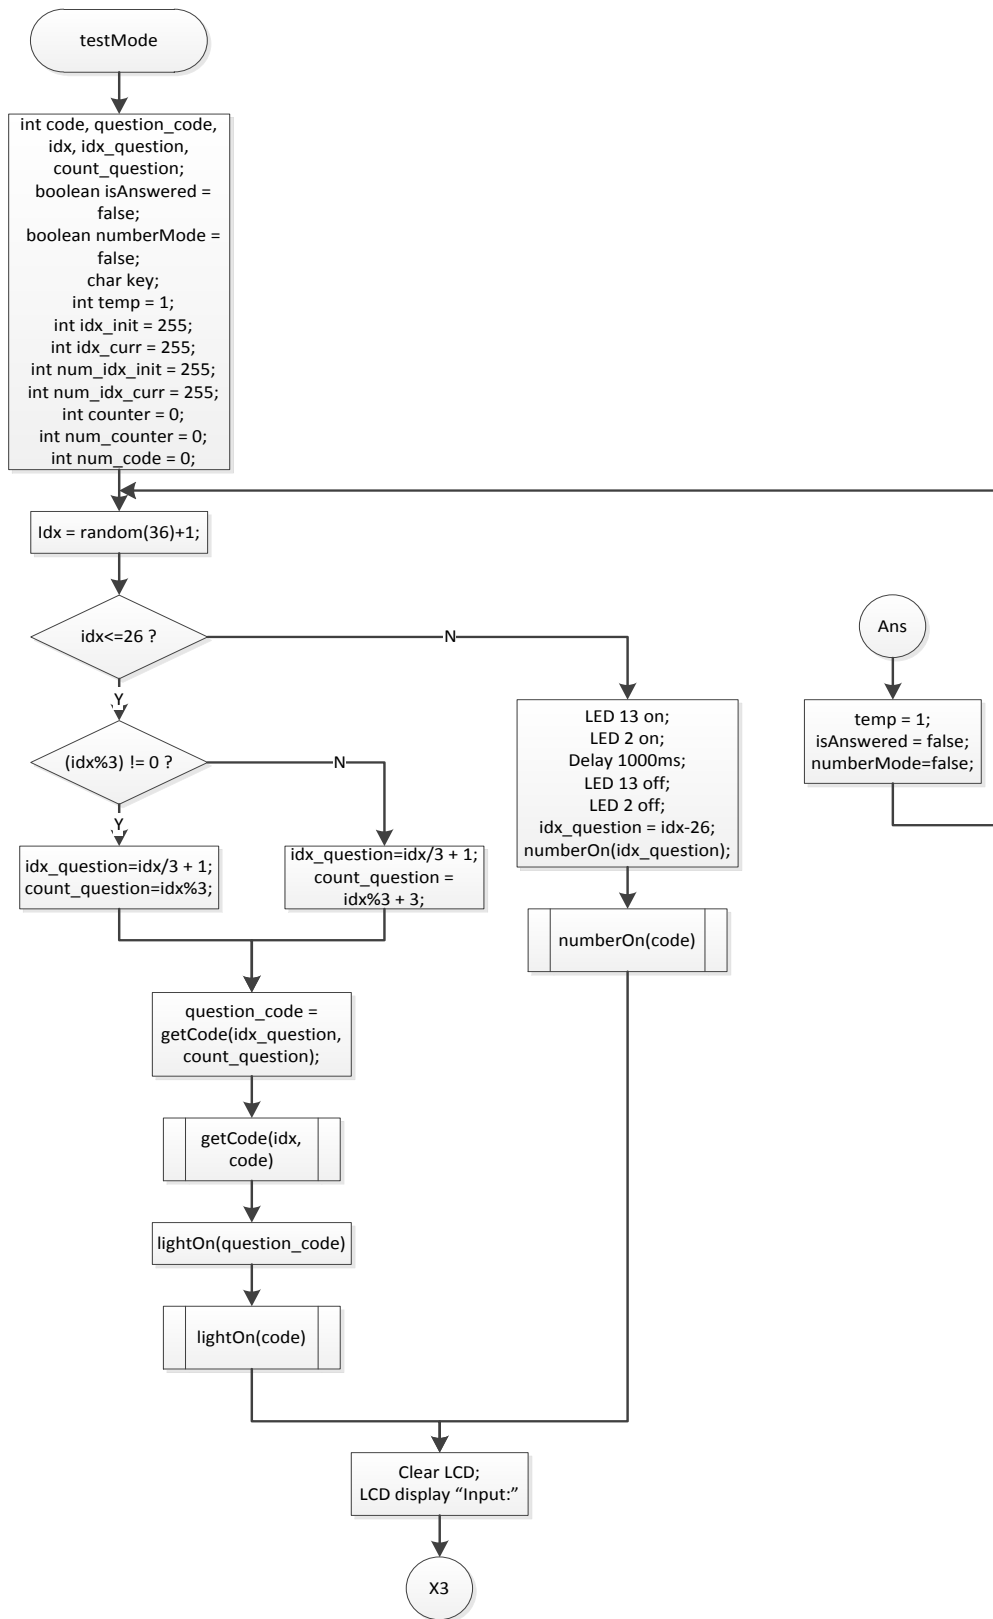 testMode
int code, question_code,
idx, idx_question,
count_question;
boolean isAnswered =
false;
boolean numberMode =
false;
char key;
int temp = 1;
int idx_init = 255;
int idx_curr = 255;
int num_idx_init = 255;
int num_idx_curr = 255;
int counter = 0;
int num_counter = 0;
int num_code = 0;
Idx = random(36)+1;
idx<=26 ?
N
Y
(idx%3) != 0 ?
N
Y
idx_question=idx/3 + 1;
count_question=idx%3;
idx_question=idx/3 + 1;
count_question =
idx%3 + 3;
LED 13 on;
LED 2 on;
Delay 1000ms;
LED 13 off;
LED 2 off;
idx_question = idx-26;
numberOn(idx_question);
numberOn(code)
Ans
temp = 1;
isAnswered = false;
numberMode=false;
question_code =
getCode(idx_question,
count_question);
getCode(idx,
code)
lightOn(question_code)
lightOn(code)
Clear LCD;
LCD display “Input:”
X3